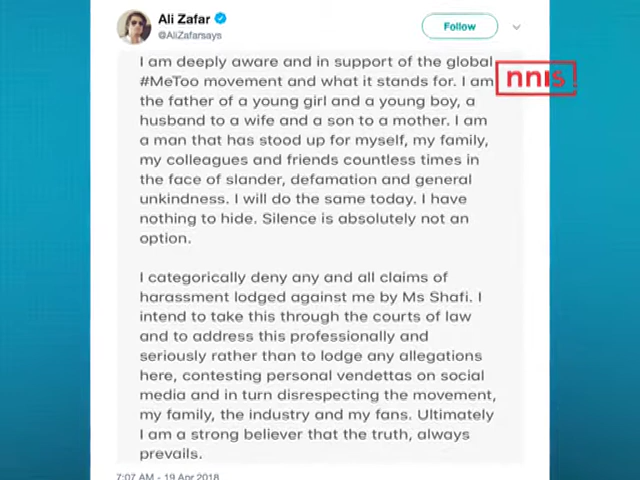 Ali Zafar
@AliZafarsays
Follow
I am deeply aware and in support of the global
#MeToo movement and what it stands for. I am
the father of a young girl and a young boy, a
husband to a wife and a son to a mother. I am
a man that has stood up for myself, my family,
my colleagues and friends countless times in
the face of slander, defamation and general
unkindness. I will do the same today. I have
nothing to hide. Silence is absolutely not an
option.
I categorically deny any and all claims of
harassment lodged against me by Ms Shafi. I
intend to take this through the courts of law
and to address this professionally and
seriously rather than to lodge any allegations
here, contesting personal vendettas on social
media and in turn disrespecting the movement,
my family, the industry and my fans. Ultimately
I am a strong believer that the truth, always
prevails.
7:07 AM - 19 Apr 2018
nnis